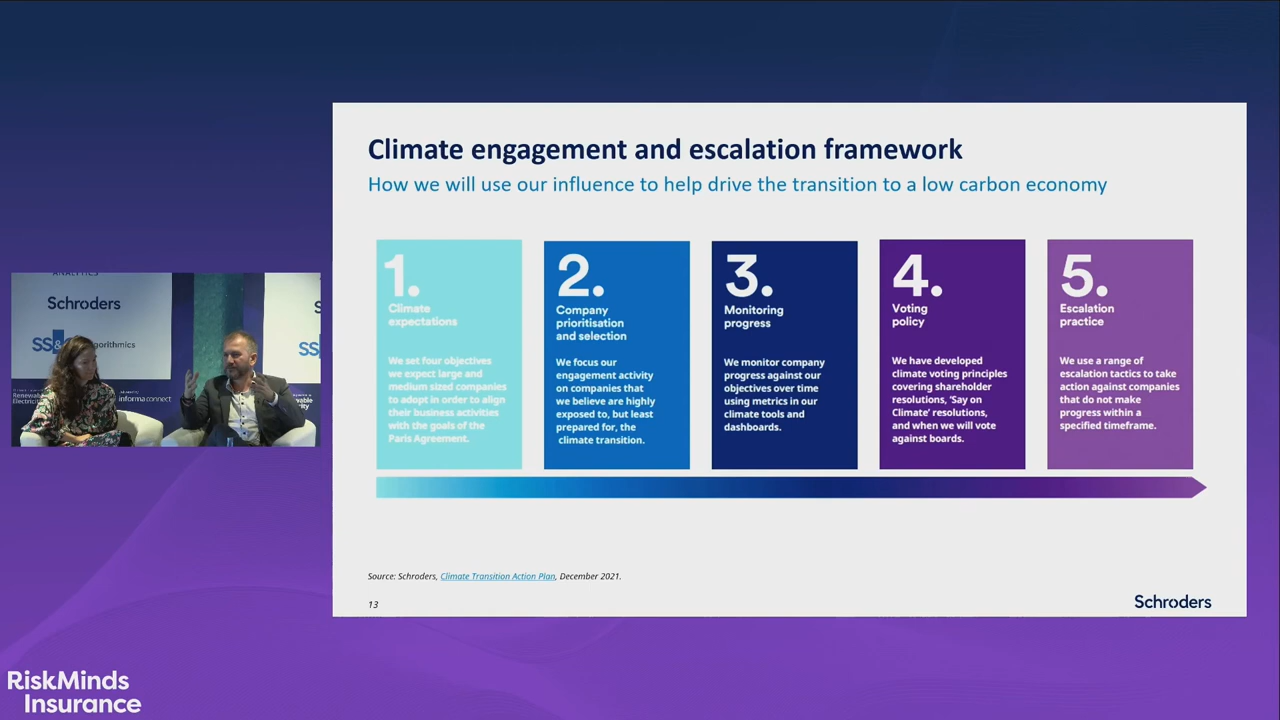 Climate engagement and escalation framework
How we will use our influence to help drive the transition to a low carbon economy
1.
Climate
expectations
We set four objectives
we expect large and
medium sized companies
to adopt in order to align
their business activities
with the goals of the
Paris Agreement.
2.
Company
prioritisation
and selection
We focus our
engagement activity
on companies that
we believe are highly
exposed to, but least
prepared for, the
climate transition.
3.
Monitoring
progress
We monitor company
progress against our
objectives over time
using metrics in our
climate tools and
dashboards.
4.
Voting
policy
We have developed
climate voting principles
covering shareholder
resolutions, 'Say on
Climate' resolutions,
and when we will vote
against boards.
5.
Escalation
practice
We use a range of
escalation tactics to take
action against companies
that do not make
progress within a
specified timeframe.
Source: Schroders, Climate Transition Action Plan, December 2021.
13
Schroders
ANALYTICS
Schroders
SS&
informaconnect
RiskMinds
Insurance